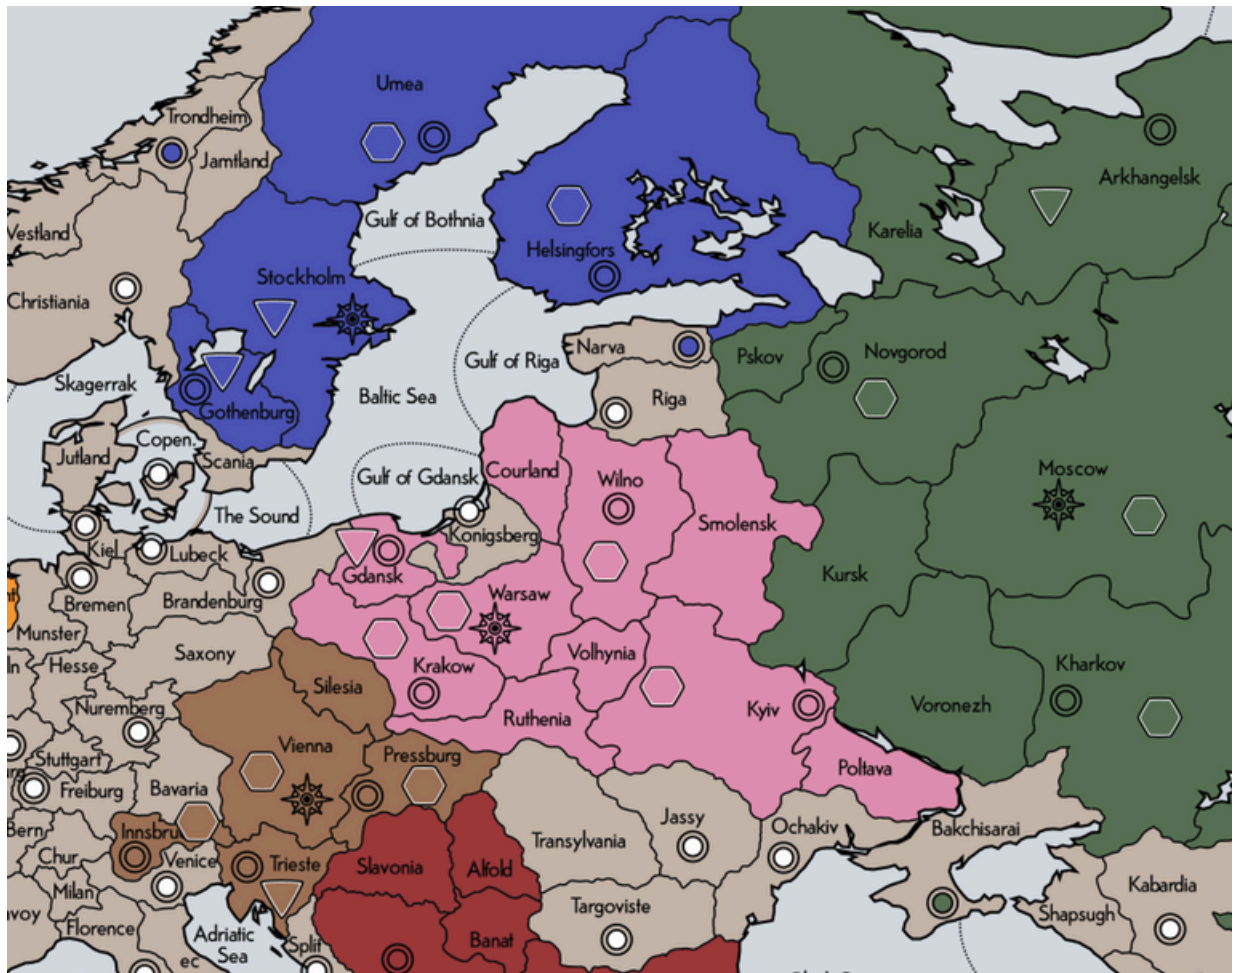 Umea
Trondheim
Jamtland
Arkhangelsk
Vestland
Gulf of Bothnia
Karelia
Helsingfors
Stockholm
Christiania
Narva
Pskov
Novgorod
Gulf of Riga
Skagerrak
Baltic Sea
Riga
Gothenburg
Copen.
Jutland
Scania
Gulf of Gdansk
Courland
Wilno
Moscow
The Sound
Smolensk
Konigsberg
Kiel
Lubeck
Gdansk
Kursk
Bremen
Brandenburg
Warsaw
Munster
Saxony
Volhynia
ln
Hesse
Krakow
Kharkov
Silesia
Nuremberg
Ruthenia
Kyiv
Voronezh
Vienna
Stuttgart
Pressburg
Poltava
Freiburg
Bavaria
Jassy
Ochakiv
Bakchisarai
Bern
Innsbru
Transylvania
Chur
Venice
Trieste
Slavonia
Alfold
Milan
Kabardia
Targoviste
Shapsugh
avoy
Florence
Adriatic
Sea
Split
Banat
ec